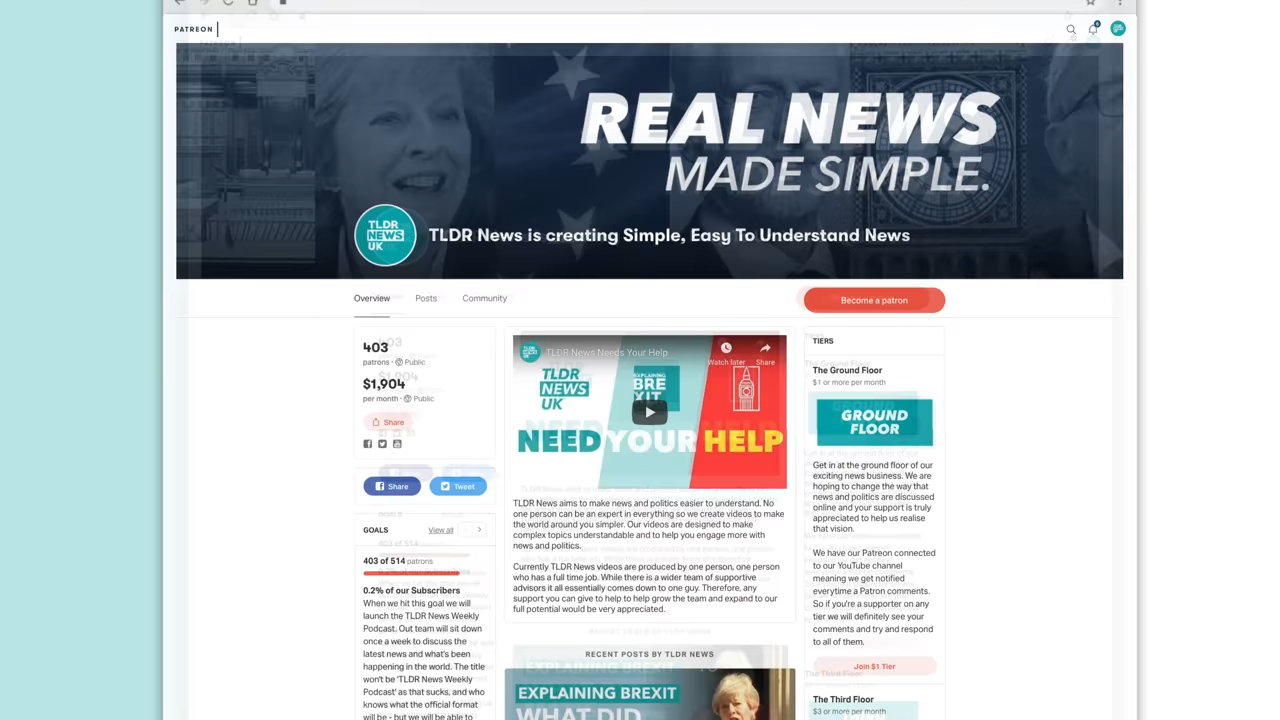 PATREON
REAL NEWS
MADE SIMPLE.
TLDR
NEWS
UK
TLDR News is creating Simple, Easy To Understand News
Overview
Posts
Community
Become a patron
403
patrons · Public
$1,904
per month · Public
Share
Share
Tweet
GOALS
View all
403 of 514 patrons
0.2% of our Subscribers
When we hit this goal we will
launch the TLDR News Weekly
Podcast. Out team will sit down
once a week to discuss the
latest news and what's been
happening in the world. The title
won't be 'TLDR News Weekly
Podcast' as that sucks, and who
knows what the official format
will be - but we will be able to
TLDR News Needs Your Help
Watch later
Share
TLDR
NEWS
UK
EXPLAINING
BRE
XIT
NEED YOUR HELP
TLDR News aims to make news and politics easier to understand. No
one person can be an expert in everything so we create videos to make
the world around you simpler. Our videos are designed to make
complex topics understandable and to help you engage more with
news and politics.
Currently TLDR News videos are produced by one person, one person
who has a full time job. While there is a wider team of supportive
advisors it all essentially comes down to one guy. Therefore, any
support you can give to help to help grow the team and expand to our
full potential would be very appreciated.
RECENT POSTS BY TLDR NEWS
EXPLAINING BREXIT
WHAT DID
TIERS
The Ground Floor
$1 or more per month
GROUND
FLOOR
Get in at the ground floor of our
exciting news business. We are
hoping to change the way that
news and politics are discussed
online and your support is truly
appreciated to help us realise
that vision.
We have our Patreon connected
to our YouTube channel
meaning we get notified
everytime a Patron comments.
So if you're a supporter on any
tier we will definitely see your
comments and try and respond
to all of them.
Join $1 Tier
The Third Floor
$3 or more per month